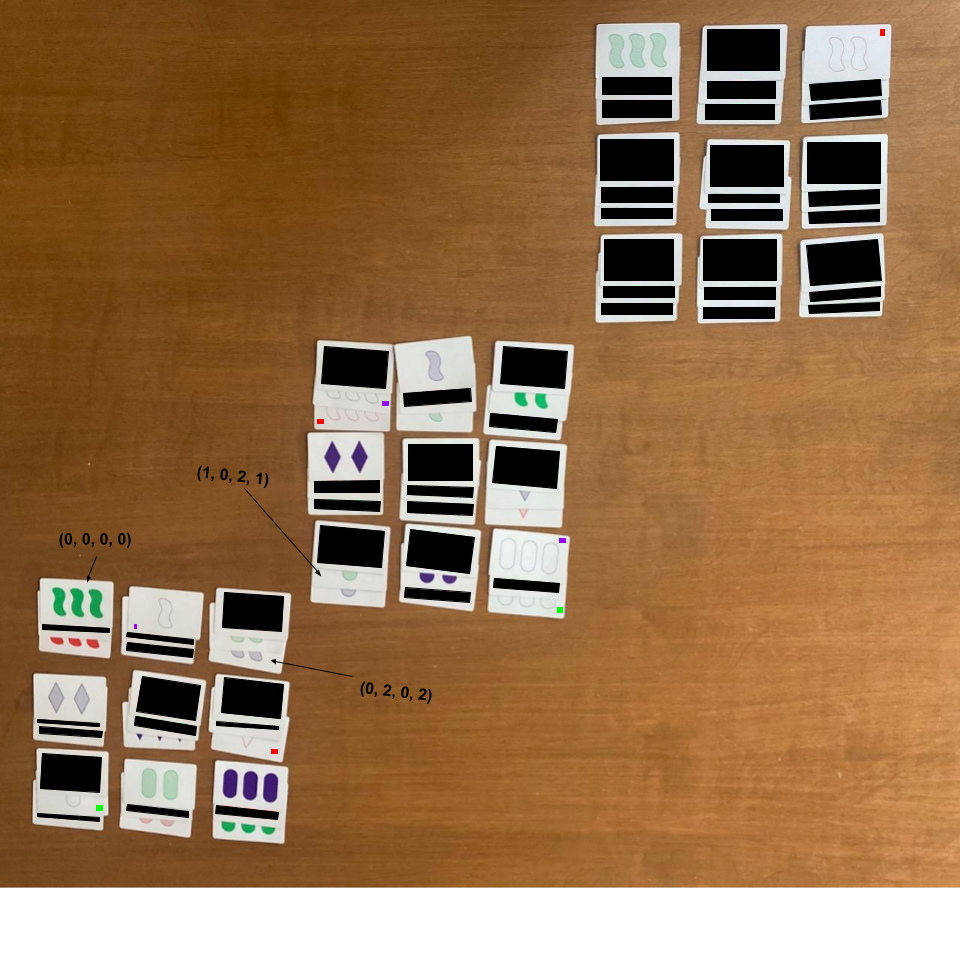 (1, 0, 2, 1)
(0, 0, 0, 0)
(0, 2, 0, 2)